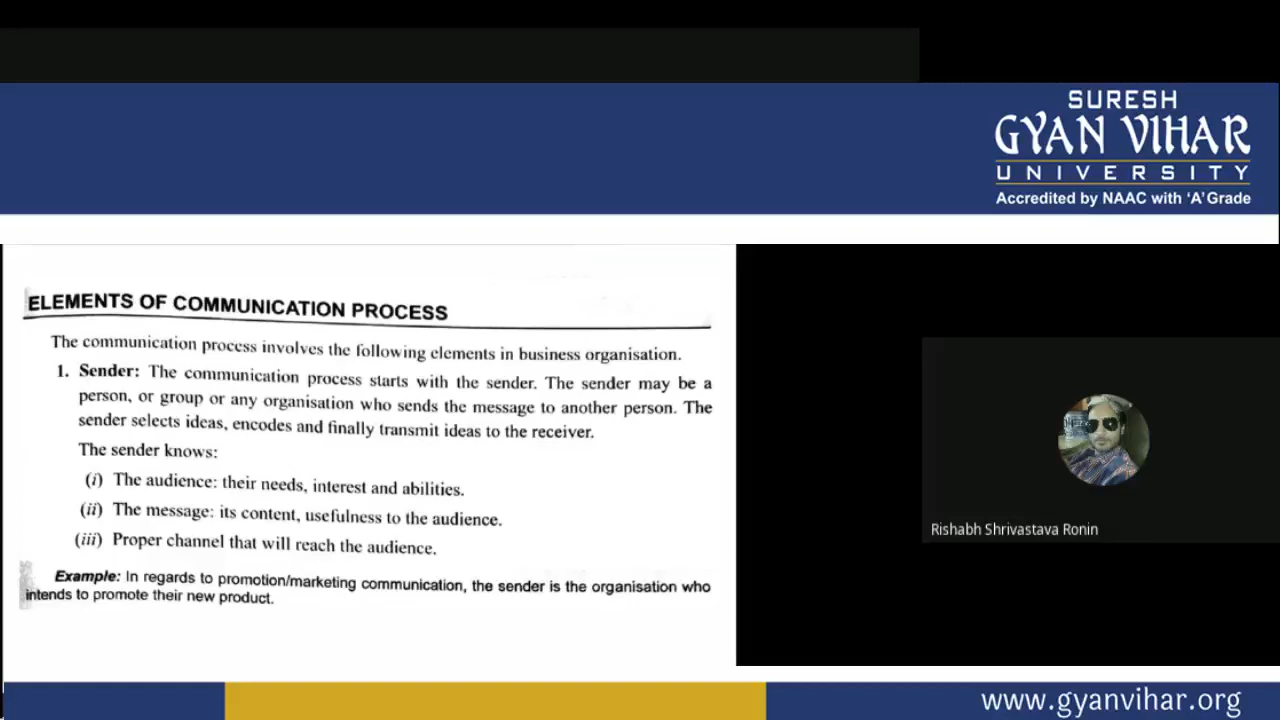 SURESH
GYAN VIHAR
UNIVERSITY
Accredited by NAAC with ‘A’ Grade
ELEMENTS OF COMMUNICATION PROCESS
The communication process involves the following elements in business organisation.
1. Sender: The communication process starts with the sender. The sender may be a
person, or group or any organisation who sends the message to another person. The
sender selects ideas, encodes and finally transmit ideas to the receiver.
The sender knows:
(i) The audience: their needs, interest and abilities.
(ii) The message: its content, usefulness to the audience.
(iii) Proper channel that will reach the audience.
Example: In regards to promotion/marketing communication, the sender is the organisation who
intends to promote their new product.
Rishabh Shrivastava Ronin
www.gyanvihar.org